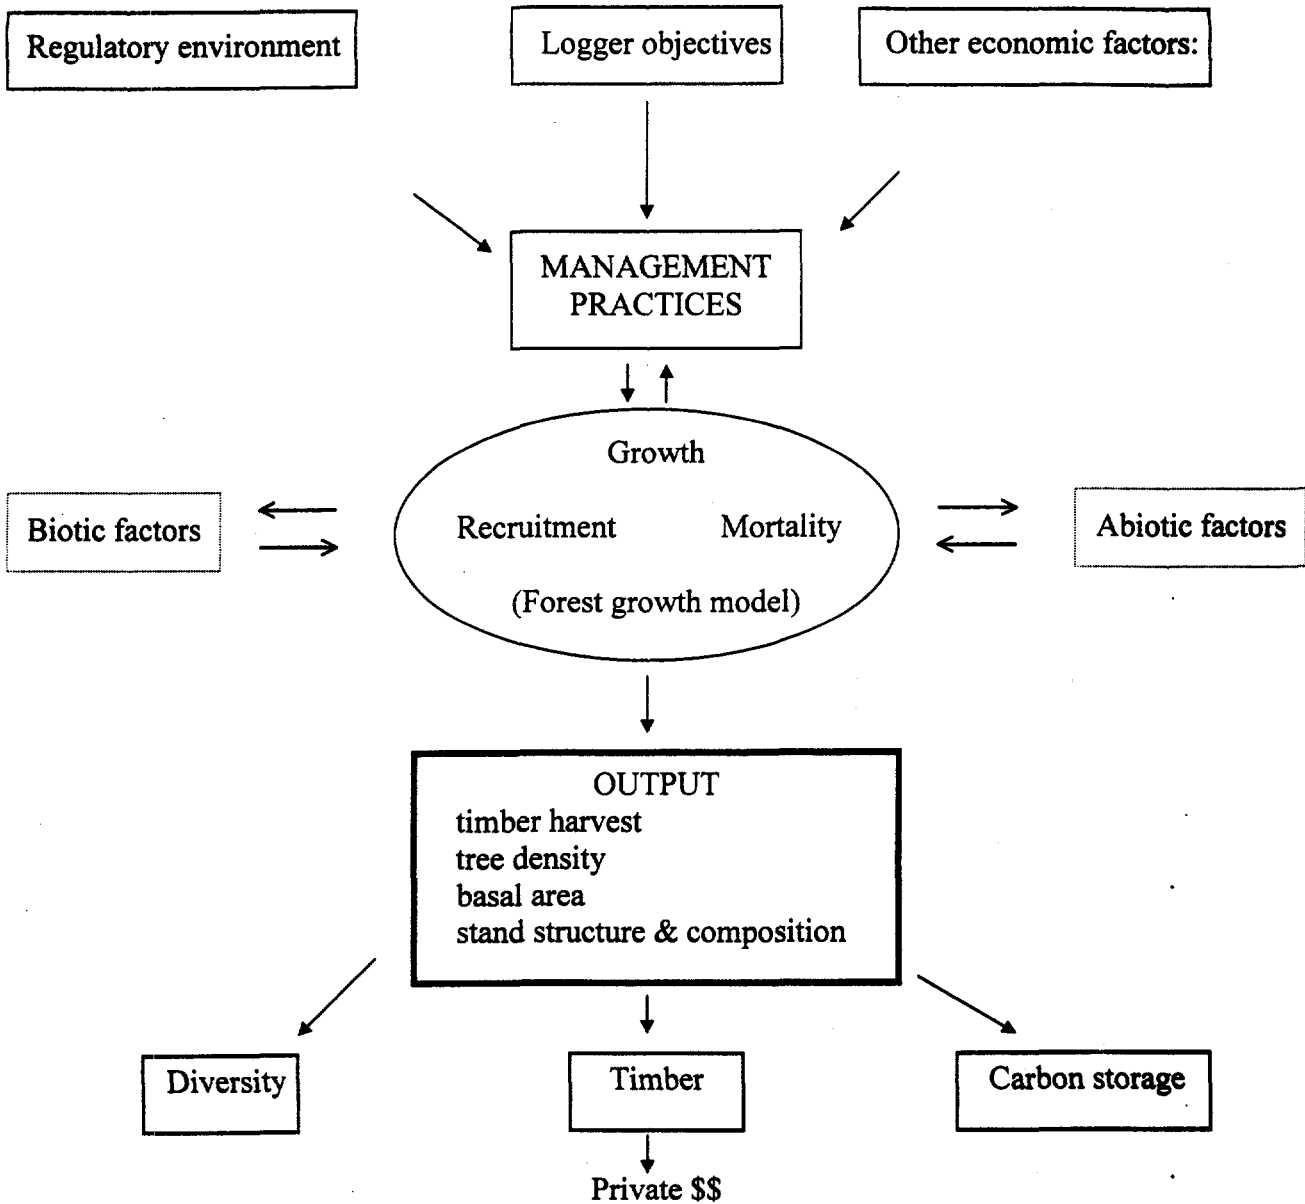 Regulatory environment
Logger objectives
Other economic factors:
MANAGEMENT
PRACTICES
Growth
Biotic factors
Recruitment
Mortality
Abiotic factors
(Forest growth model)
OUTPUT
timber harvest
tree density
basal area
stand structure & composition
Diversity
Timber
Carbon storage
Private $$